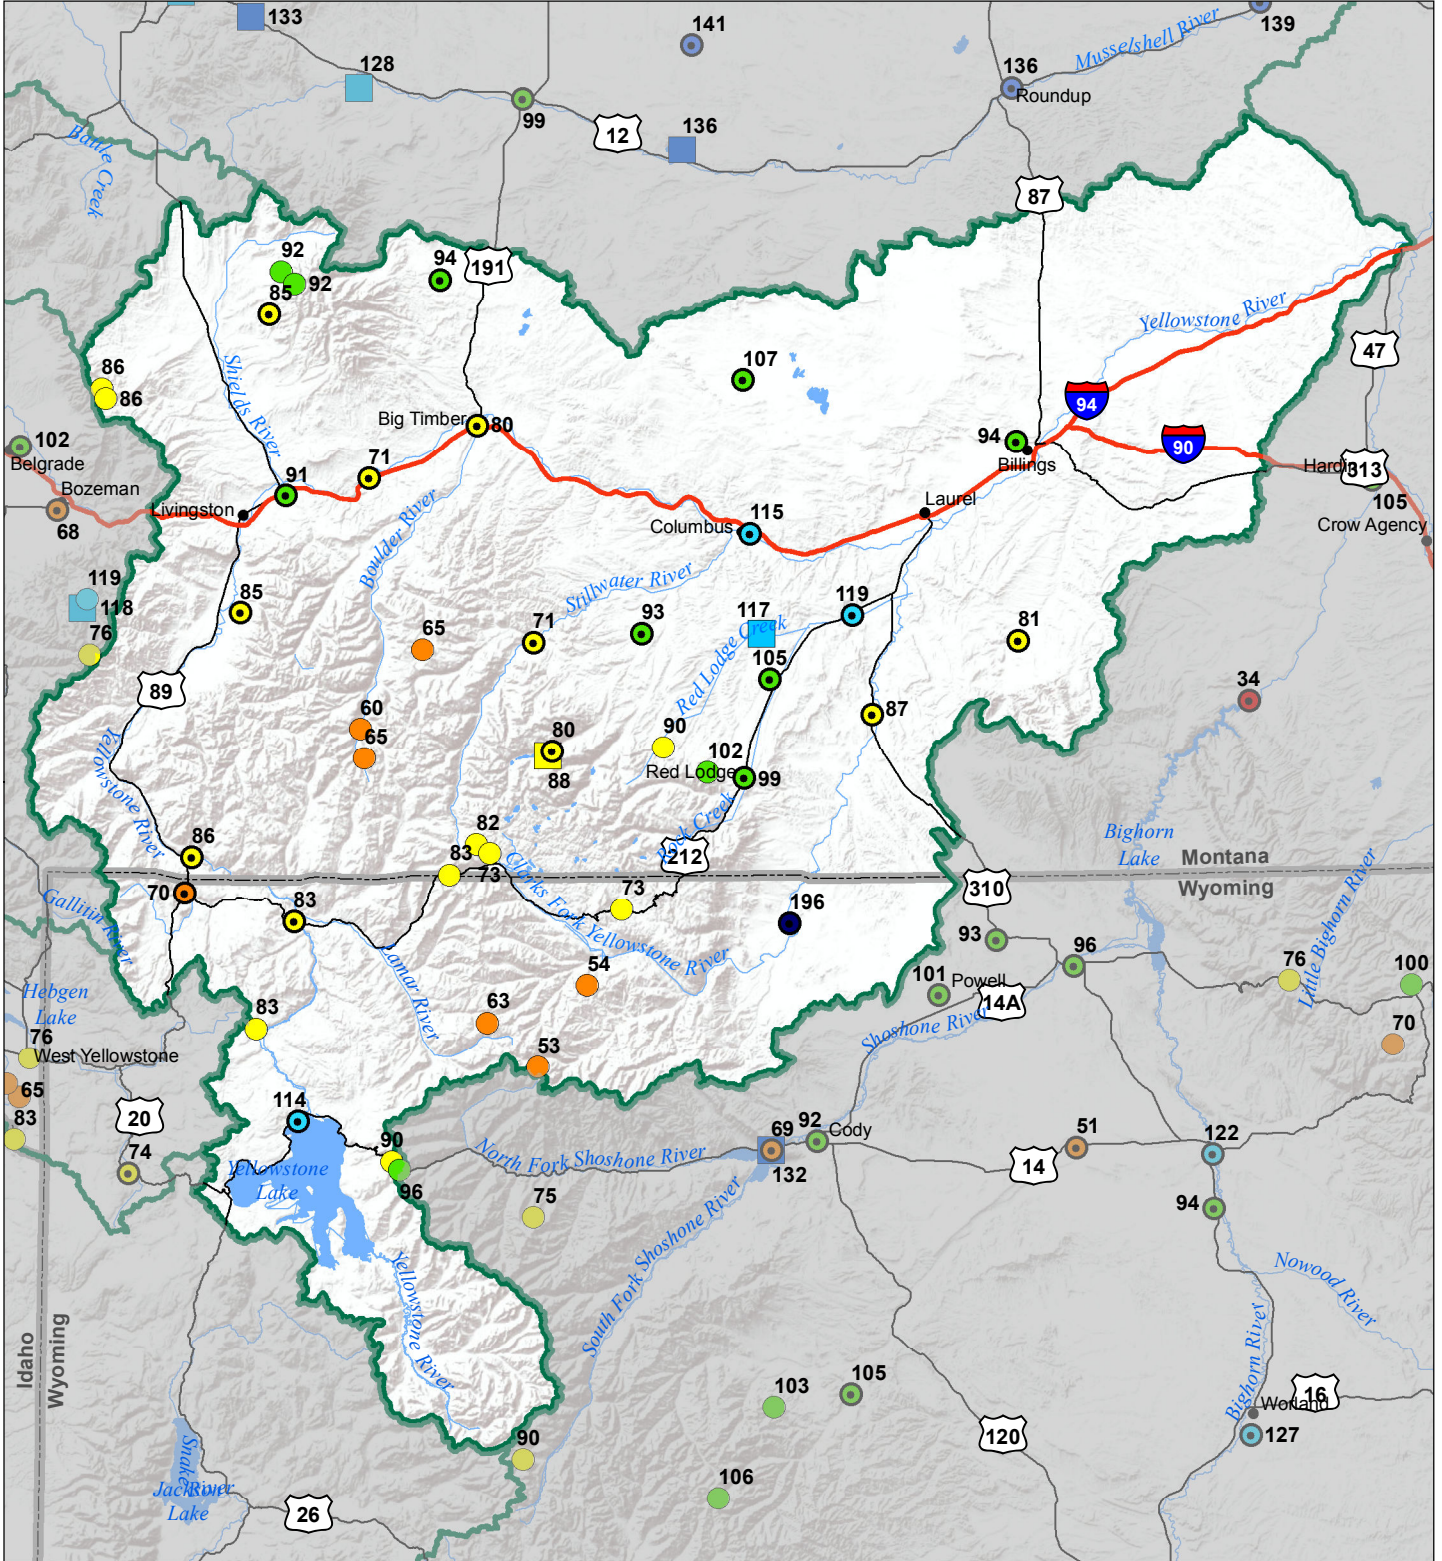 133
141
139
Musselshell River
128
136
Roundup
99
12
136
Battle Creek
87
92
94
191
92
85
Yellowstone River
47
107
86
86
Shields River
94
Big Timber
80
94
90
102
Belgrade
Billings
Hardin
313
71
Bozeman
91
105
Laurel
68
Livingston
115
Columbus
Crow Agency
Boulder River
Stillwater River
119
118
85
119
117
93
71
81
65
76
Red Lodge Creek
105
34
89
60
65
87
80
90
88
102
Red Lodge
99
Yellowstone River
Rock Creek
82
86
83
73
212
Bighorn
Lake
Montana
Wyoming
Clarks Fork Yellowstone River
310
70
73
83
196
Gallitin River
93
96
Little Bighorn River
Lamar River
54
101
Powell
76
100
Hebgen
Lake
14A
63
83
Shoshone River
70
76
West Yellowstone
53
65
114
20
83
69
92
Cody
51
122
90
North Fork Shoshone River
74
Yellowstone
Lake
96
132
14
75
94
South Fork Shoshone River
Yellowstone River
Nowood River
Idaho
Wyoming
Bighorn River
103
105
16
Worland
120
127
90
Snake River
106
Jackson
Lake
26